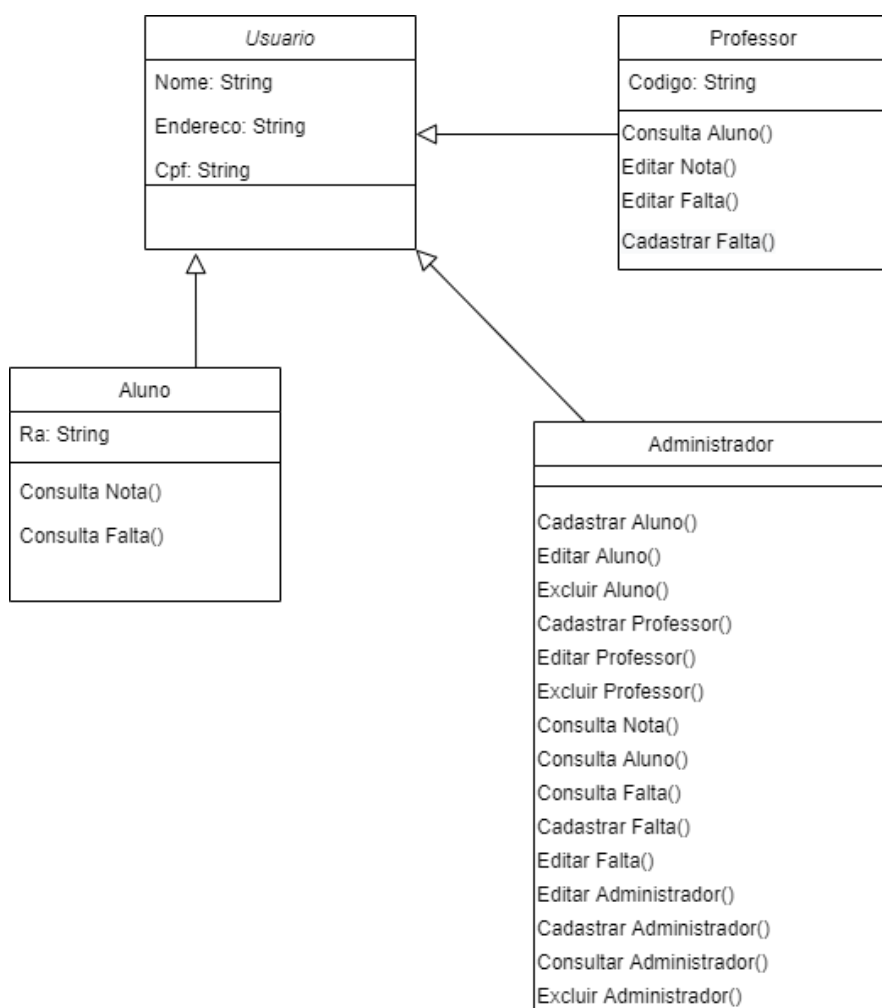 Usuario
Nome: String
Endereco: String
Cpf: String
Professor
Codigo: String
Consulta Aluno()
Editar Nota()
Editar Falta()
Cadastrar Falta()
Aluno
Ra: String
Consulta Nota()
Consulta Falta()
Administrador
Cadastrar Aluno()
Editar Aluno()
Excluir Aluno()
Cadastrar Professor()
Editar Professor()
Excluir Professor()
Consulta Nota()
Consulta Aluno()
Consulta Falta()
Cadastrar Falta()
Editar Falta()
Editar Administrador()
Cadastrar Administrador()
Consultar Administrador()
Excluir Administrador()